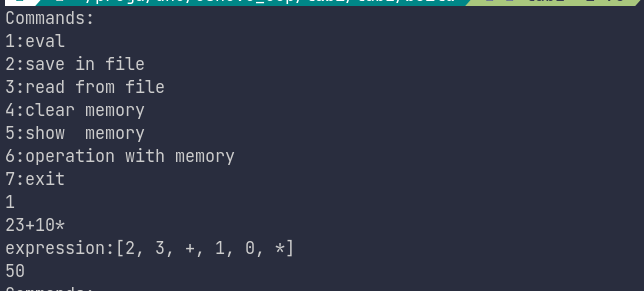 Commands:
1:eval
2:save in file
3:read from file
4:clear memory
5:show  memory
6:operation with memory
7:exit
1
23+10*
expression:[2, 3, +, 1, 0, *]
50